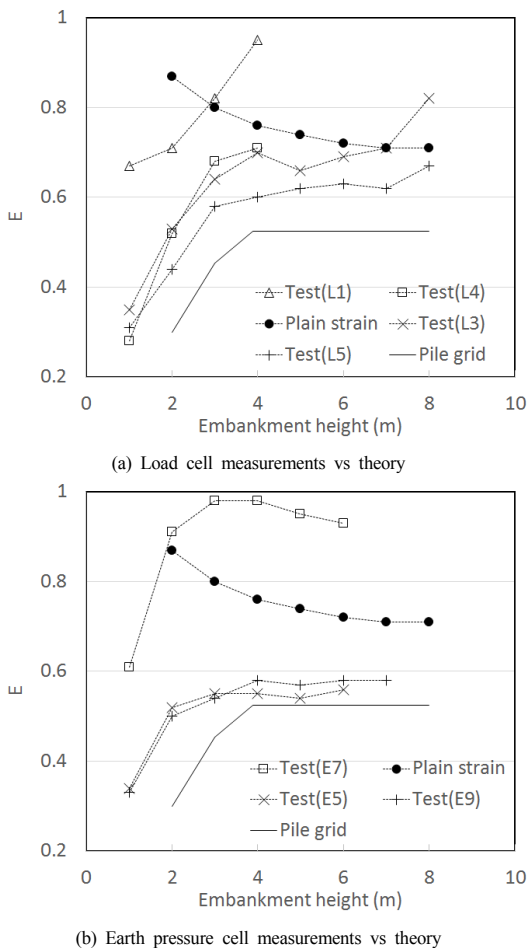 1
0.8
0.6
0.4
0.2
E
Test(L1) Test(L4)
Plain strain Test(L3)
Test(L5) Pile grid
0 2 4 6 8 10
Embankment height (m)
(a) Load cell measurements vs theory
1
0.8
0.6
0.4
0.2
E
Test(E7) Plain strain
Test(E5) Test(E9)
Pile grid
0 2 4 6 8 10
Embankment height (m)
(b) Earth pressure cell measurements vs theory